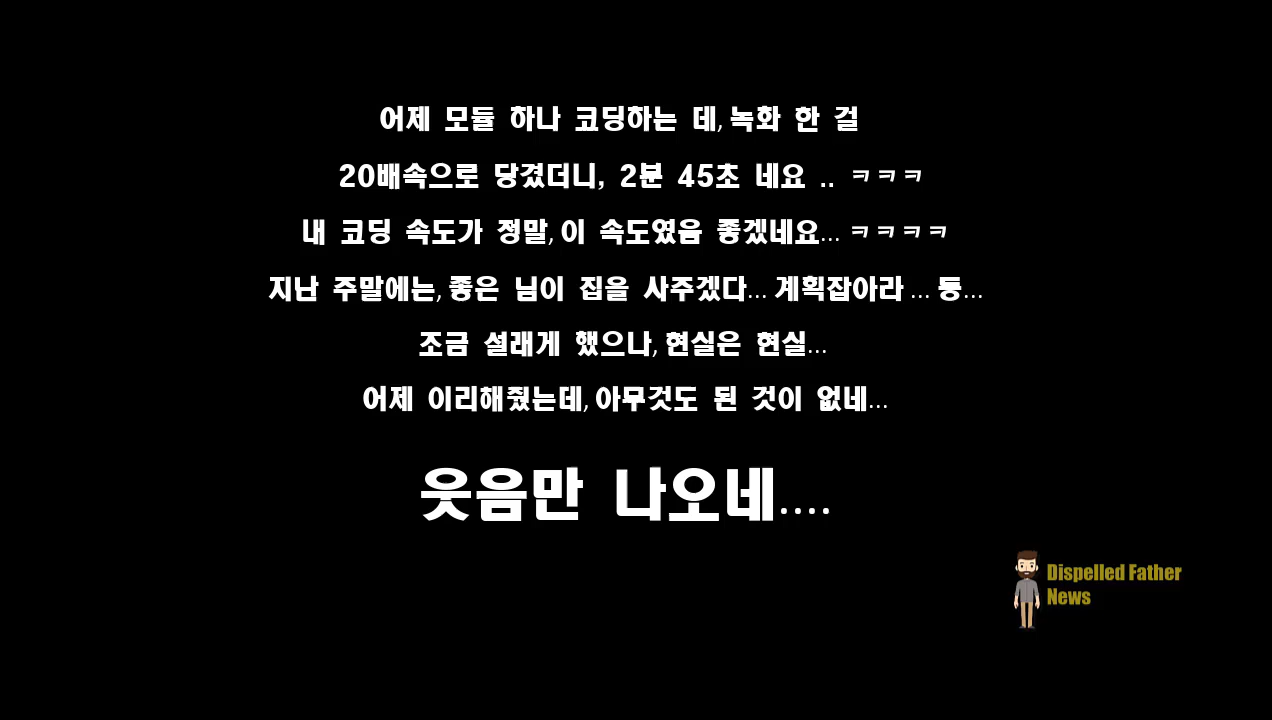 어제 모듈 하나 코딩하는 데, 녹화 한 걸
20배속으로 당겼더니, 2분 45초 네요 .. ㅋㅋㅋ
내 코딩 속도가 정말, 이 속도였음 좋겠네요... ㅋㅋㅋㅋ
지난 주말에는, 좋은 님이 집을 사주겠다... 계획잡아라 ... 둥...
조금 설래게 했으나, 현실은 현실...
어제 이리해줬는데, 아무것도 된 것이 없네...
웃음만 나오네....
Dispelled Father
News